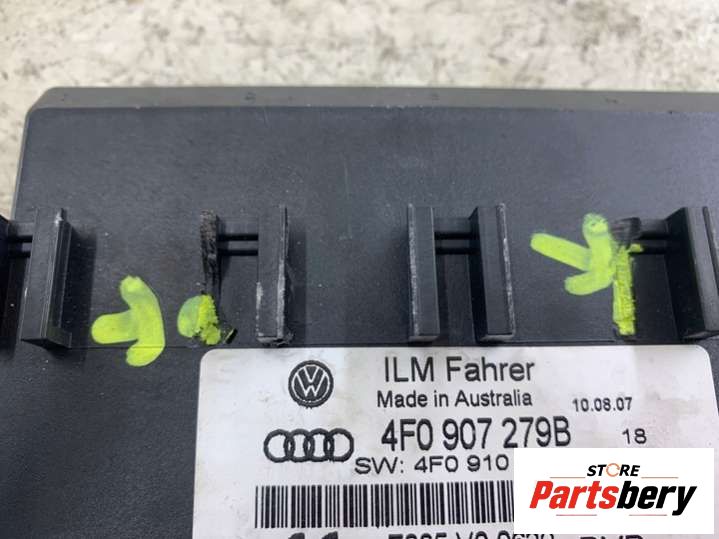 ILM Fahrer
Made in Australia 10.08.07
4F0 907 279B 18
SW: 4F0 910
STORE
Partsbery